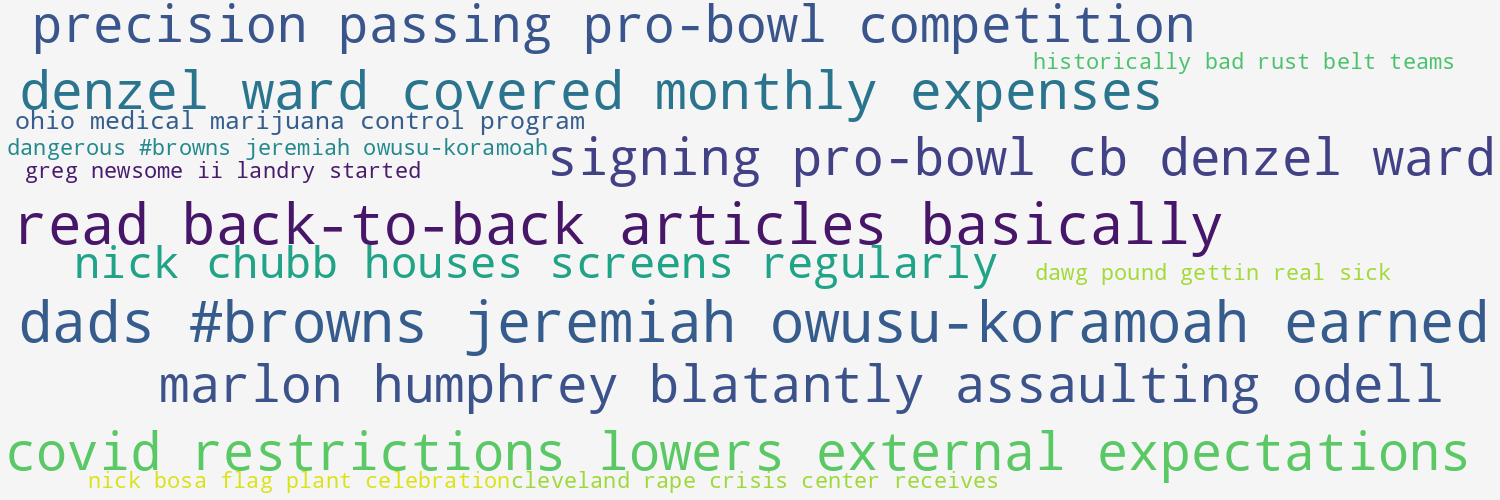 precision passing pro-bowl competition
historically bad rust belt teams
denzel ward covered monthly expenses
ohio medical marijuana control program
dangerous #browns jeremiah owusu-koramoah
signing pro-bowl cb denzel ward
greg newsome ii landry started
read back-to-back articles basically
nick chubb houses screens regularly
dawg pound gettin real sick
dads #browns jeremiah owusu-koramoah earned
marlon humphrey blatantly assaulting odell
covid restrictions lowers external expectations
nick bosa flag plant celebration
cleveland rape crisis center receives